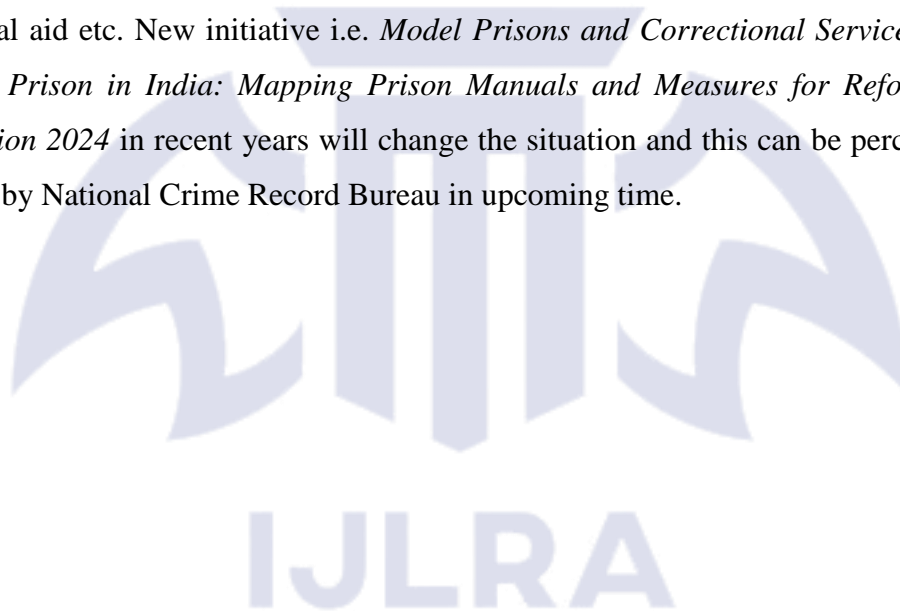 al aid etc. New initiative i.e. Model Prisons and Correctional Service
Prison in India: Mapping Prison Manuals and Measures for Refo
ion 2024 in recent years will change the situation and this can be perc
by National Crime Record Bureau in upcoming time.
IJLRA